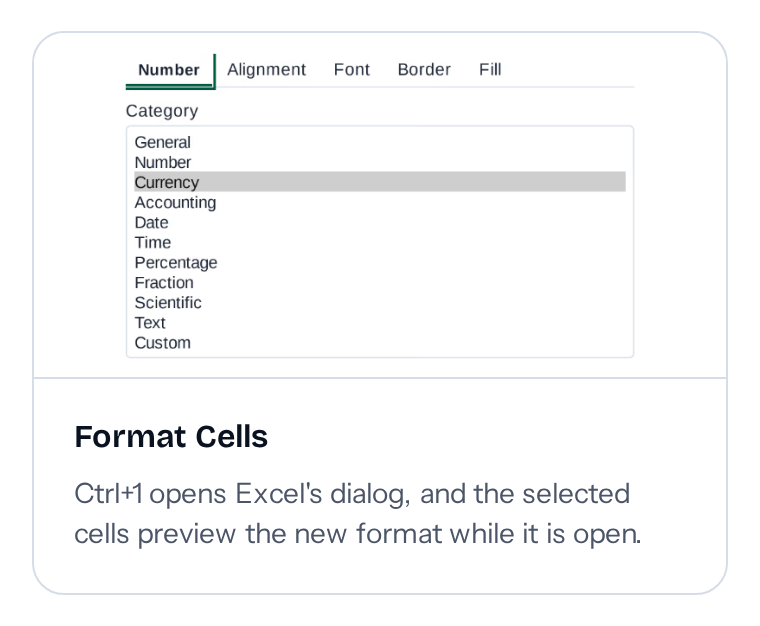 Number Alignment Font Border Fill
Category
General
Number
Currency
Accounting
Date
Time
Percentage
Fraction
Scientific
Text
Custom
Format Cells
Ctrl+1 opens Excel's dialog, and the selected
cells preview the new format while it is open.